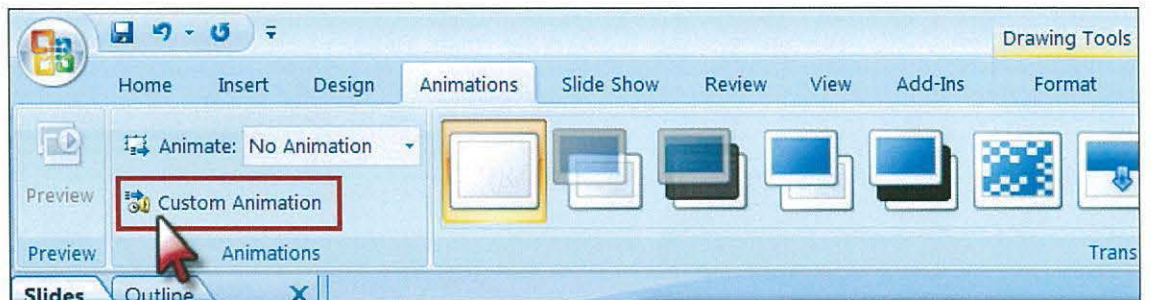 Drawing Tools
Home Insert Design Animations Slide Show Review View Add-Ins Format
Animate: No Animation
Preview
Custom Animation
Preview Animations Trans
Slides Outline X